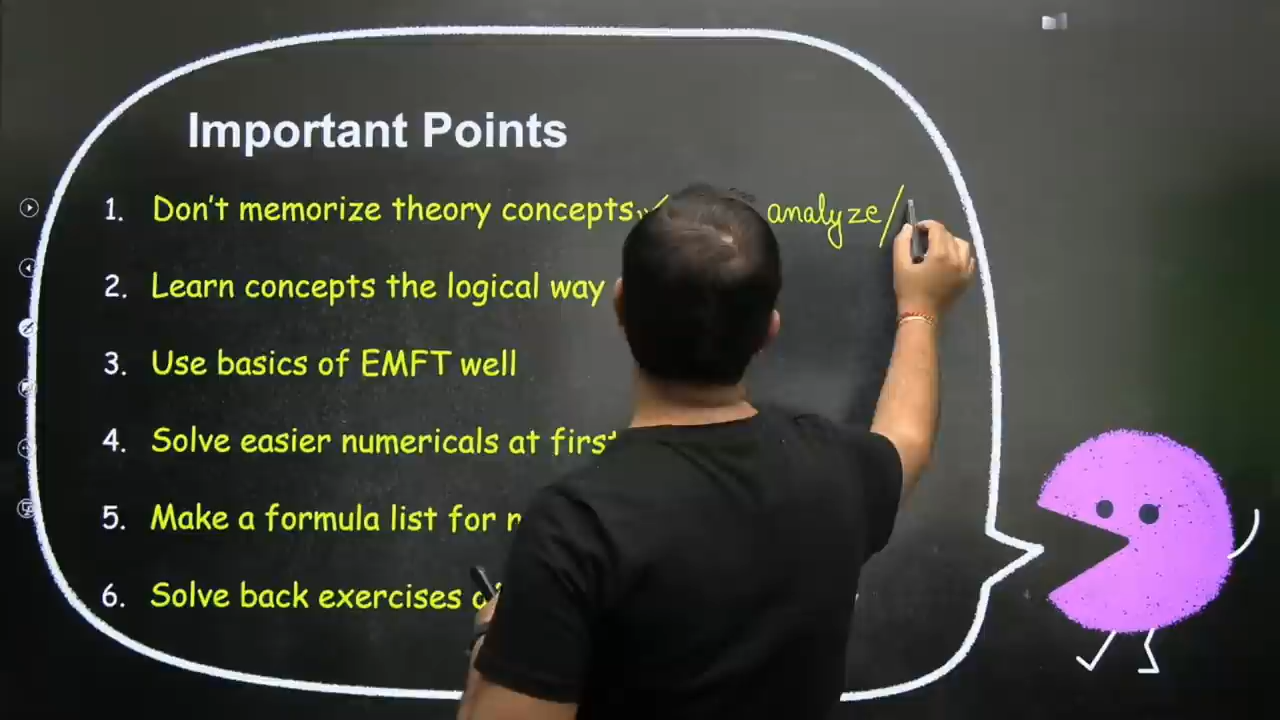 Important Points
1. Don't memorize theory concepts. analyze/
2. Learn concepts the logical way
3. Use basics of EMFT well
4. Solve easier numericals at first
5. Make a formula list for
6. Solve back exercises